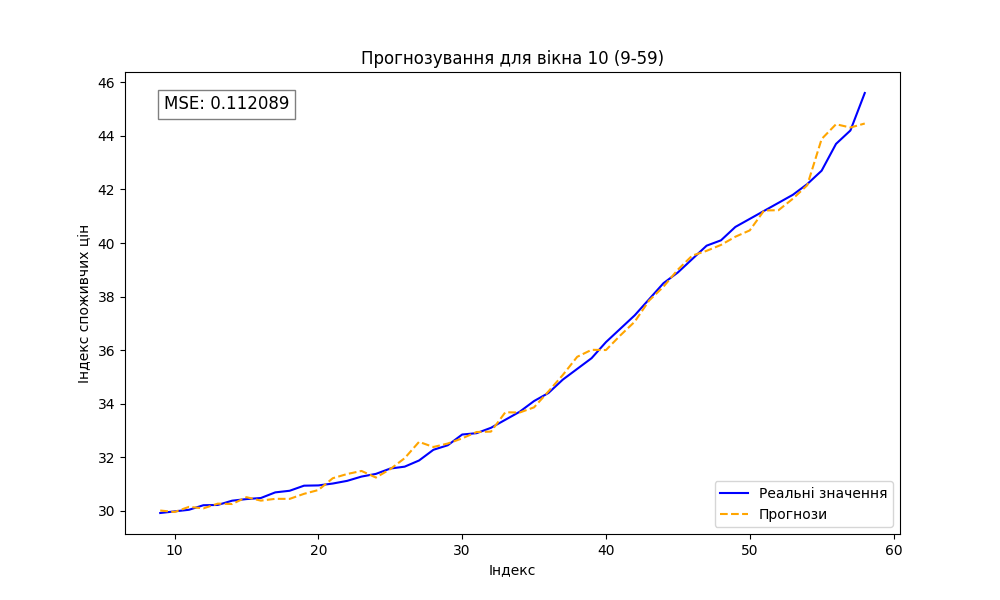 Прогнозування для вікна 10 (9-59)
MSE: 0.112089
46
44
42
40
38
36
34
32
30
Індекс споживчих цін
10
20
30
40
50
60
Індекс
Реальні значення
Прогнози